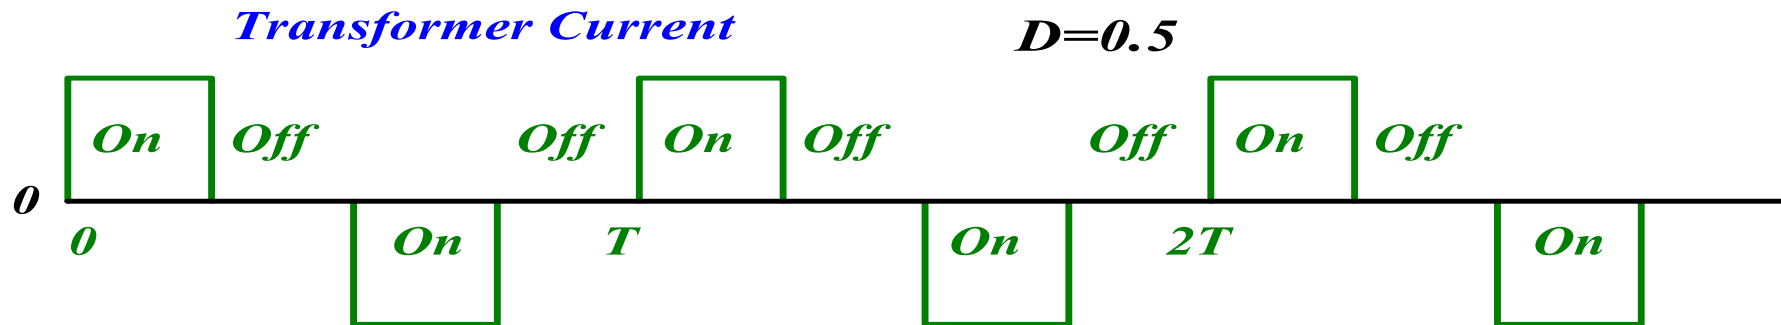 Transformer Current D=0.5
On Off Off On Off Off On Off
0
0 On T On 2T On